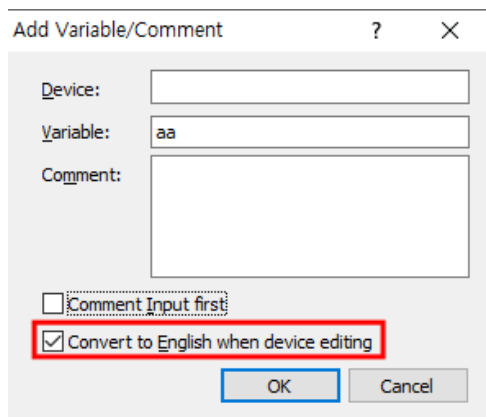 Add Variable/Comment ? ✕
Device:
Variable: aa
Comment:
Comment Input first
Convert to English when device editing
OK Cancel